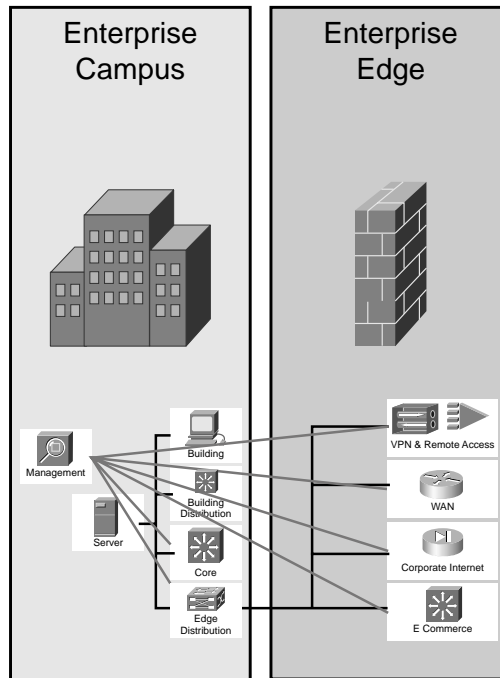 Enterprise
Campus
Enterprise
Edge
Management
Server
Building
Building
Distribution
Core
Edge
Distribution
VPN & Remote Access
WAN
Corporate Internet
E Commerce